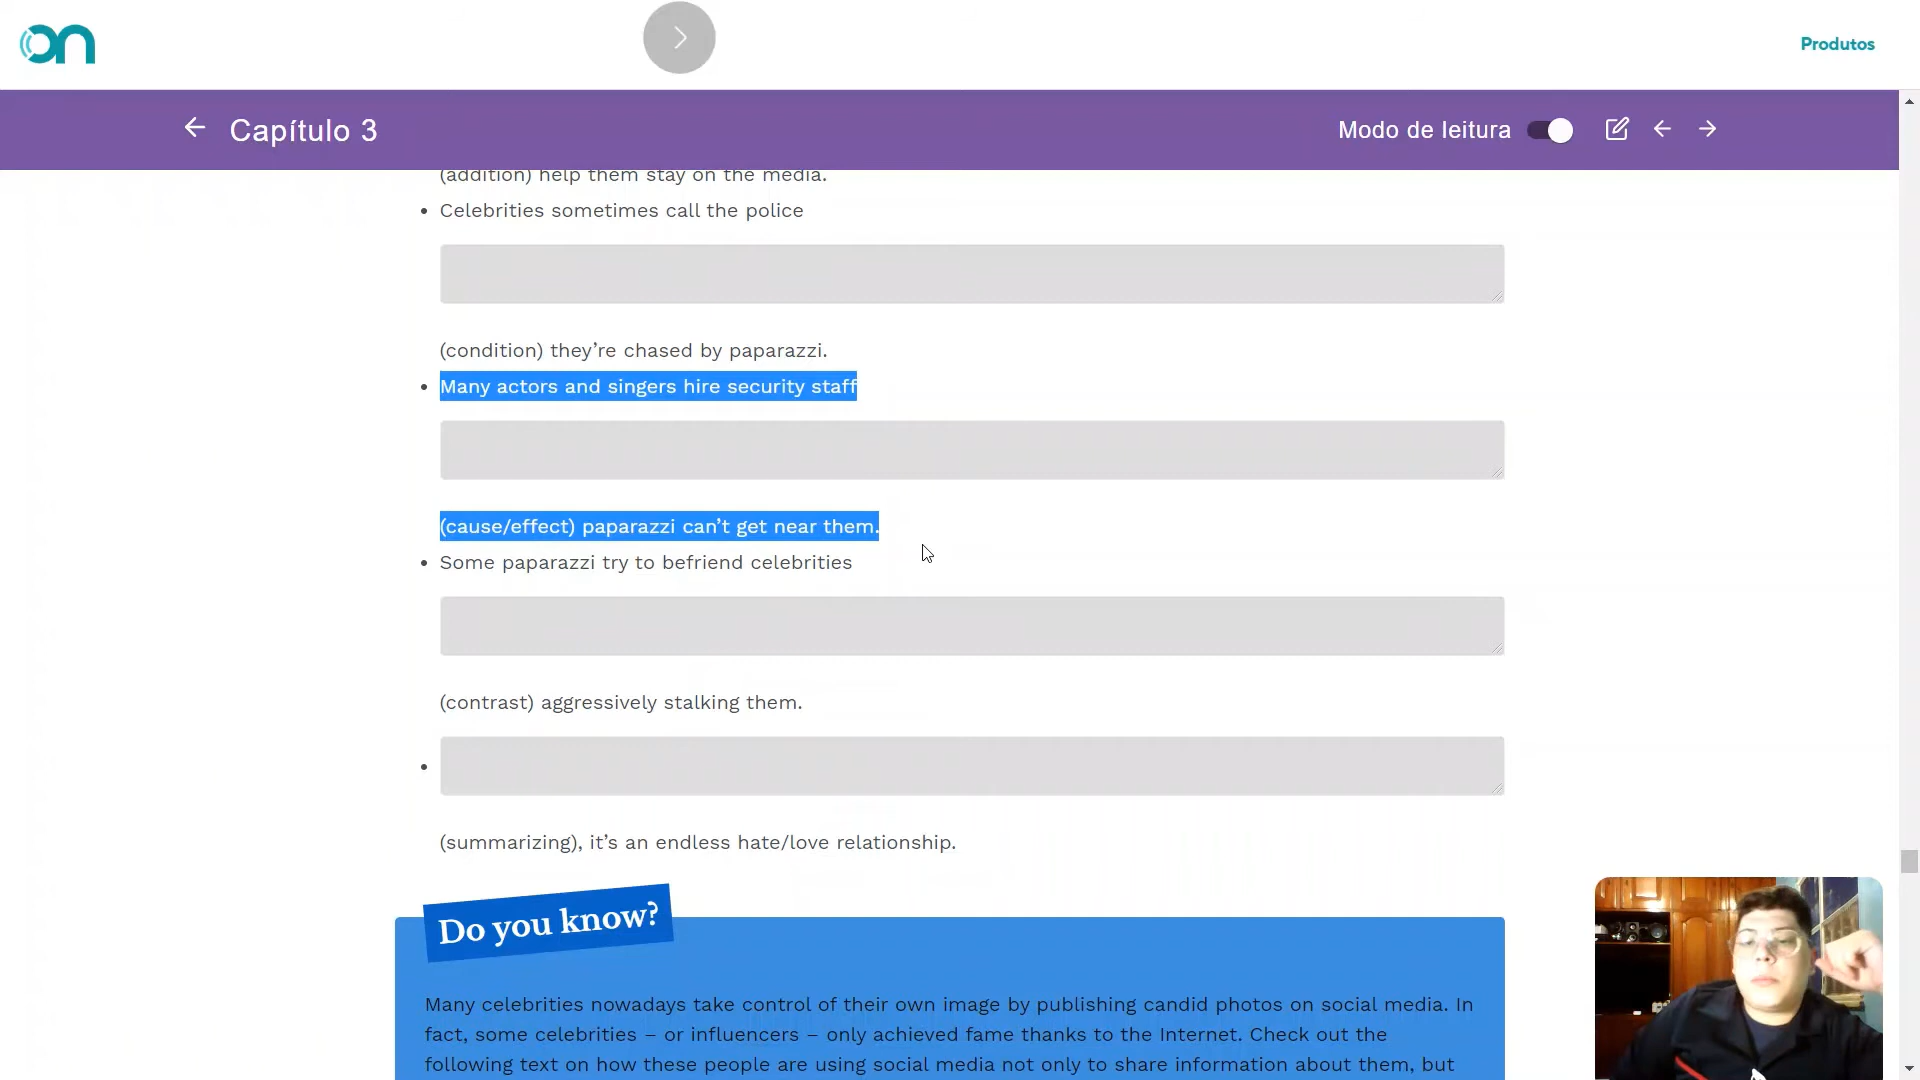 on
Produtos
Capítulo 3
Modo de leitura
(addition) help them stay on the media.
• Celebrities sometimes call the police
(condition) they’re chased by paparazzi.
• Many actors and singers hire security staff
(cause/effect) paparazzi can’t get near them.
• Some paparazzi try to befriend celebrities
(contrast) aggressively stalking them.
•
(summarizing), it’s an endless hate/love relationship.
Do you know?
Many celebrities nowadays take control of their own image by publishing candid photos on social media. In
fact, some celebrities – or influencers – only achieved fame thanks to the Internet. Check out the
following text on how these people are using social media not only to share information about them, but